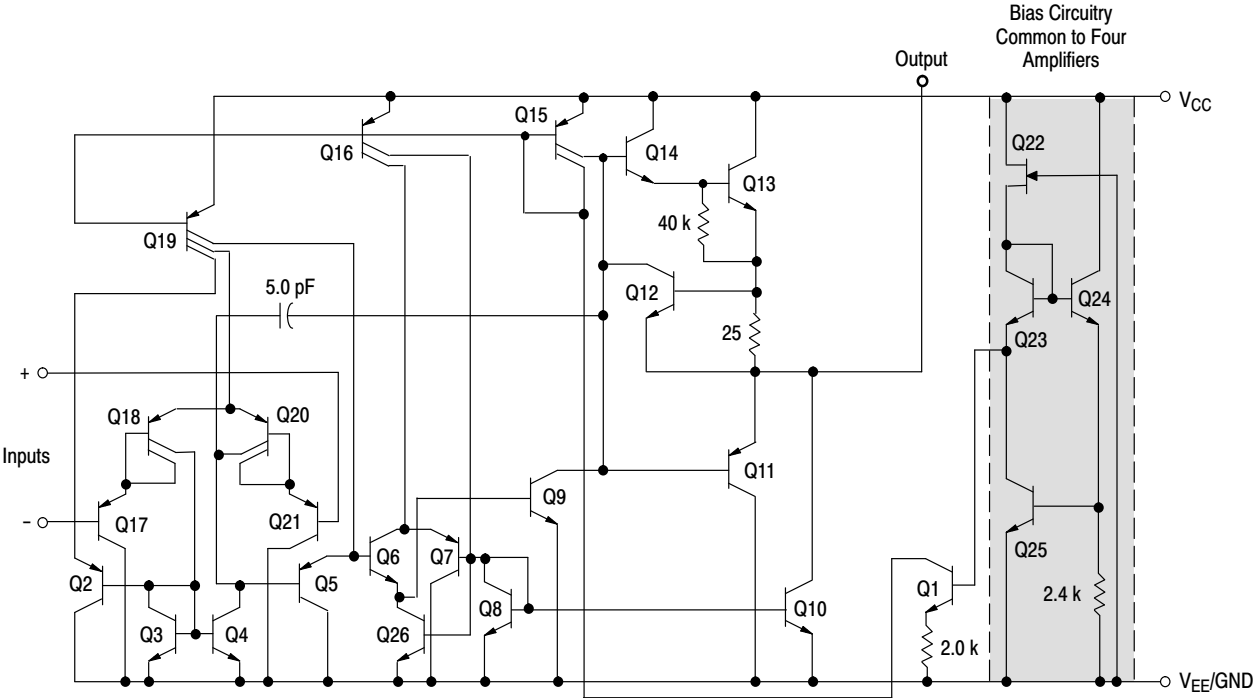 Bias Circuitry
Common to Four
Amplifiers
Output
VCC
Q15
Q22
Q16
Q14
Q13
40 k
Q19
5.0 pF
Q12
Q24
25
Q23
+
Q18
Q20
Inputs
Q11
Q9
-
Q17
Q21
Q25
Q2
Q5
Q6
Q7
Q1
2.4 k
Q3
Q4
Q26
Q8
Q10
2.0 k
VEE/GND